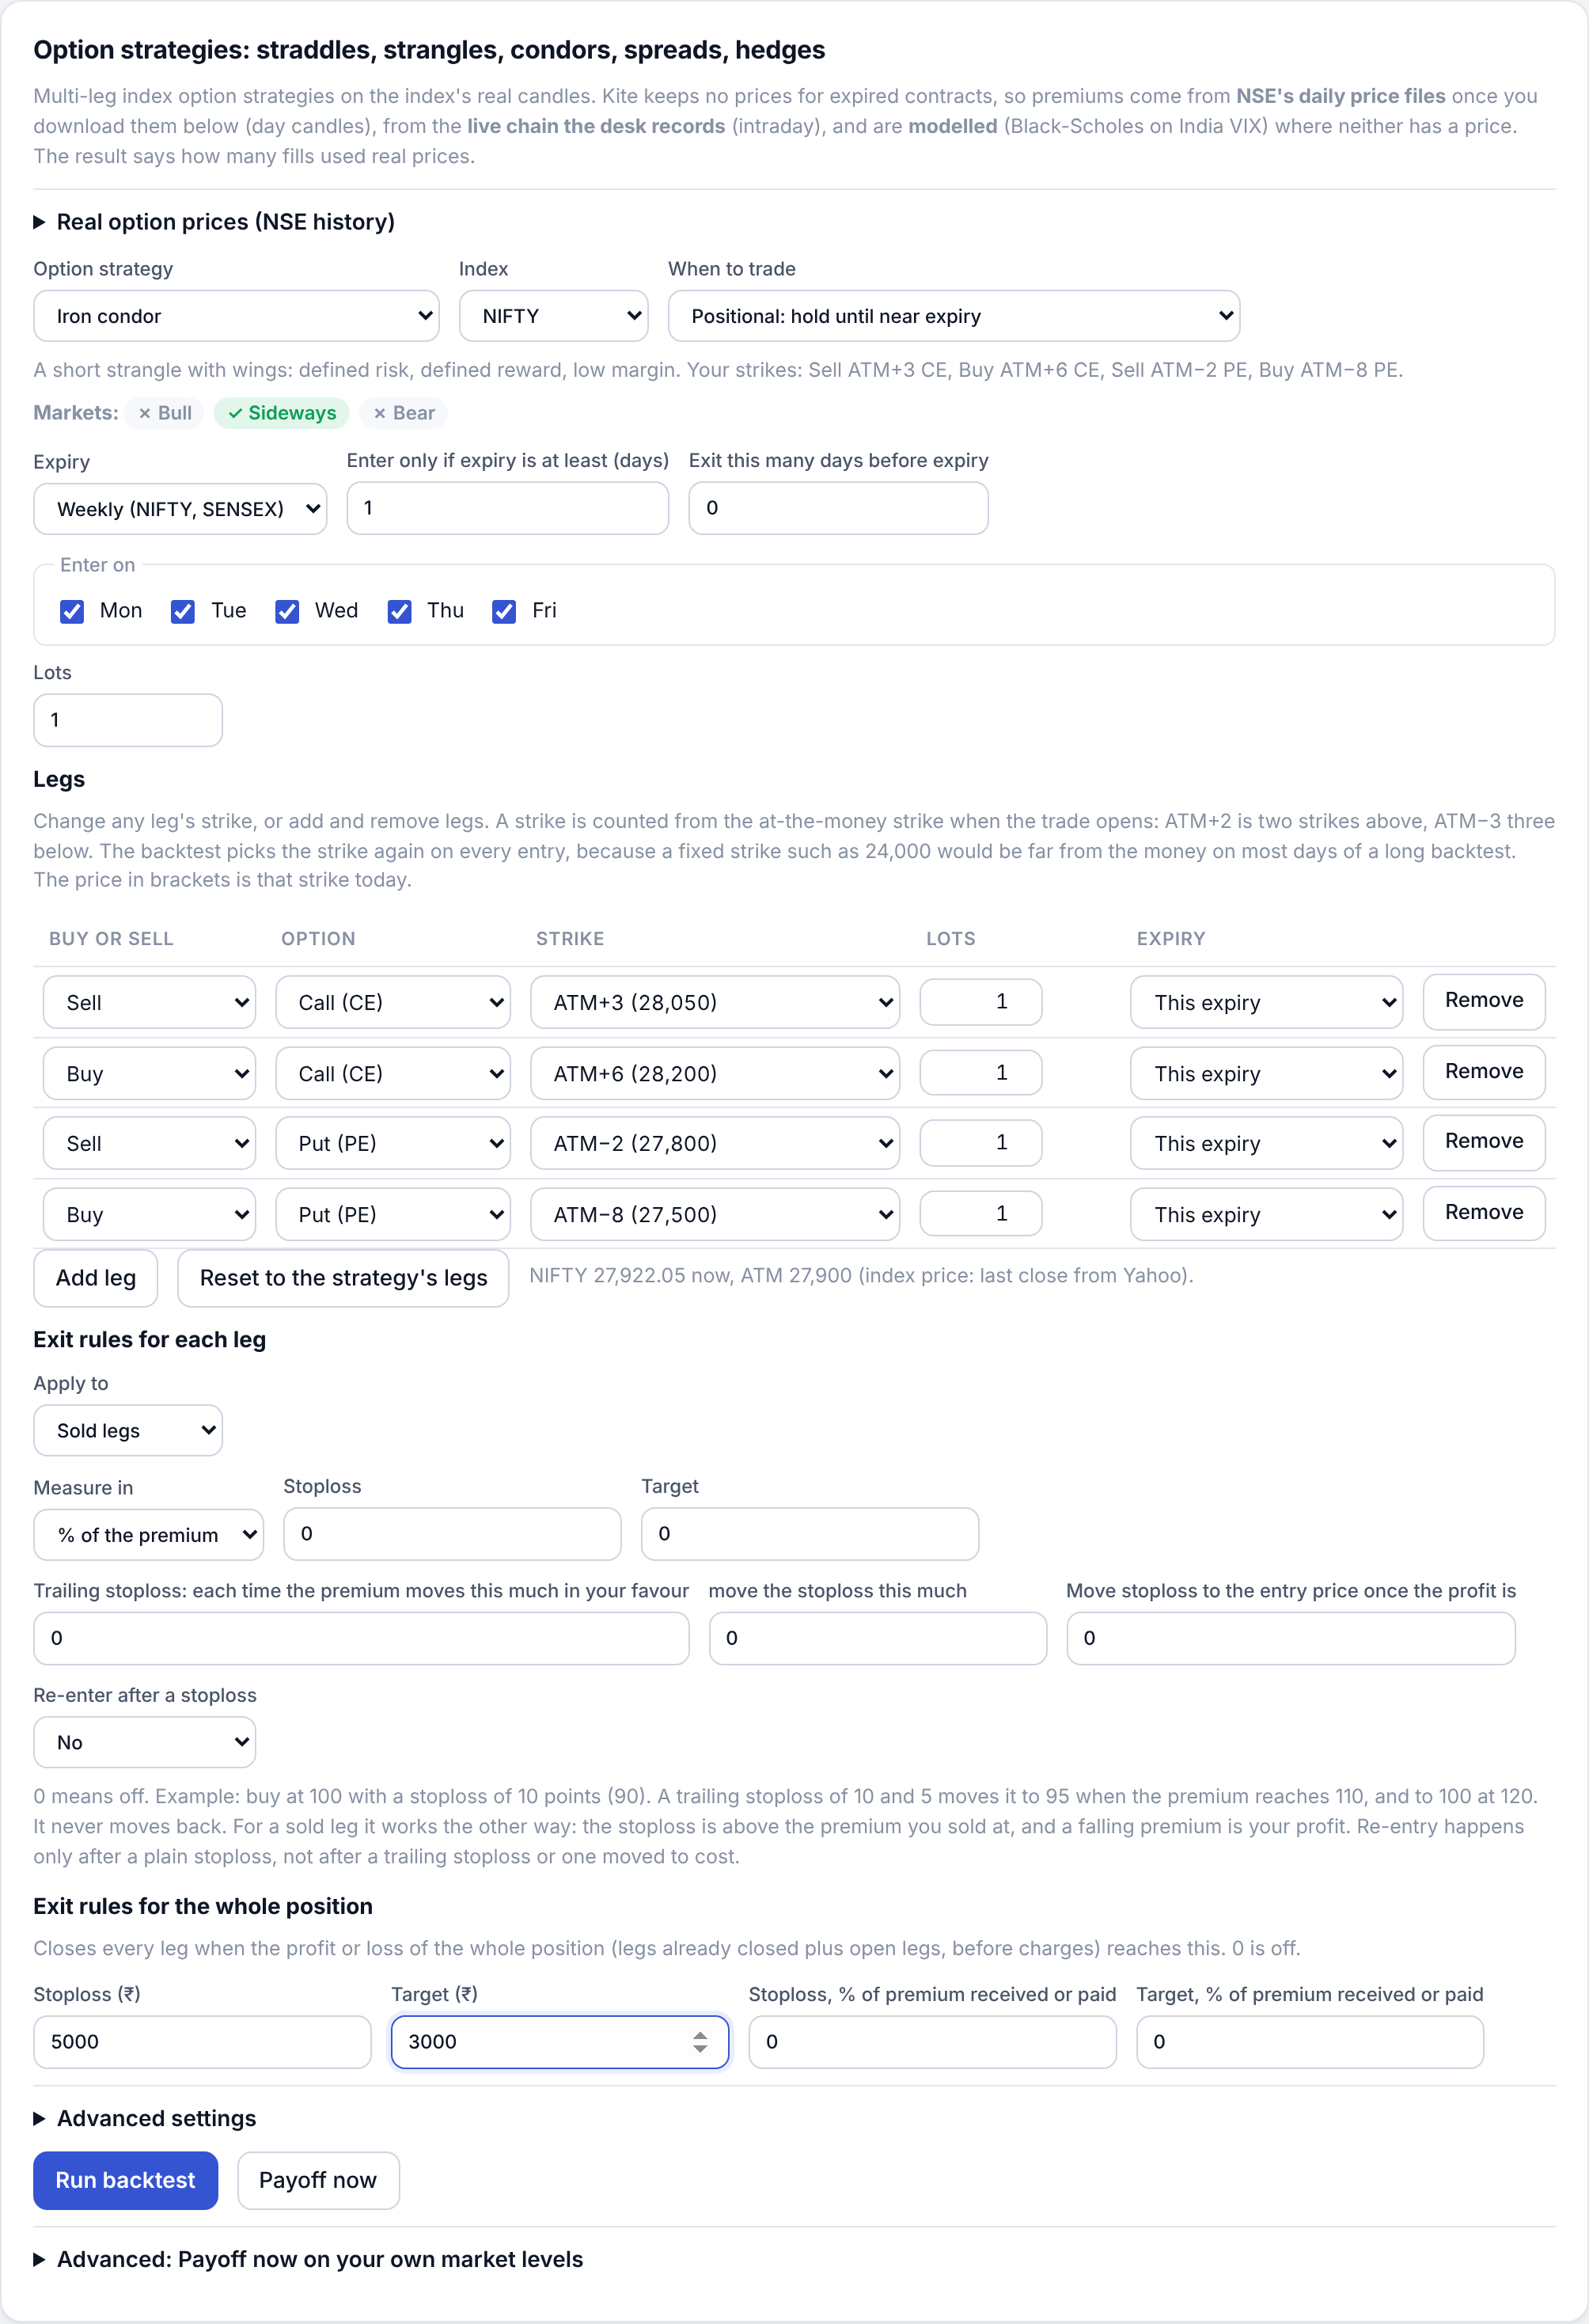 Option strategies: straddles, strangles, condors, spreads, hedges
Multi-leg index option strategies on the index's real candles. Kite keeps no prices for expired contracts, so premiums come from NSE's daily price files once you
download them below (day candles), from the live chain the desk records (intraday), and are modelled (Black-Scholes on India VIX) where neither has a price.
The result says how many fills used real prices.
Real option prices (NSE history)
Option strategy Index When to trade
Iron condor NIFTY Positional: hold until near expiry
A short strangle with wings: defined risk, defined reward, low margin. Your strikes: Sell ATM+3 CE, Buy ATM+6 CE, Sell ATM−2 PE, Buy ATM−8 PE.
Markets: × Bull ✓ Sideways × Bear
Expiry Enter only if expiry is at least (days) Exit this many days before expiry
Weekly (NIFTY, SENSEX) 1 0
Enter on
Mon Tue Wed Thu Fri
Lots
1
Legs
Change any leg's strike, or add and remove legs. A strike is counted from the at-the-money strike when the trade opens: ATM+2 is two strikes above, ATM−3 three
below. The backtest picks the strike again on every entry, because a fixed strike such as 24,000 would be far from the money on most days of a long backtest.
The price in brackets is that strike today.
BUY OR SELL OPTION STRIKE LOTS EXPIRY
Sell Call (CE) ATM+3 (28,050) 1 This expiry Remove
Buy Call (CE) ATM+6 (28,200) 1 This expiry Remove
Sell Put (PE) ATM−2 (27,800) 1 This expiry Remove
Buy Put (PE) ATM−8 (27,500) 1 This expiry Remove
Add leg Reset to the strategy's legs NIFTY 27,922.05 now, ATM 27,900 (index price: last close from Yahoo).
Exit rules for each leg
Apply to
Sold legs
Measure in Stoploss Target
% of the premium 0 0
Trailing stoploss: each time the premium moves this much in your favour move the stoploss this much Move stoploss to the entry price once the profit is
0 0 0
Re-enter after a stoploss
No
0 means off. Example: buy at 100 with a stoploss of 10 points (90). A trailing stoploss of 10 and 5 moves it to 95 when the premium reaches 110, and to 100 at 120.
It never moves back. For a sold leg it works the other way: the stoploss is above the premium you sold at, and a falling premium is your profit. Re-entry happens
only after a plain stoploss, not after a trailing stoploss or one moved to cost.
Exit rules for the whole position
Closes every leg when the profit or loss of the whole position (legs already closed plus open legs, before charges) reaches this. 0 is off.
Stoploss (₹) Target (₹) Stoploss, % of premium received or paid Target, % of premium received or paid
5000 3000 0 0
Advanced settings
Run backtest Payoff now
Advanced: Payoff now on your own market levels